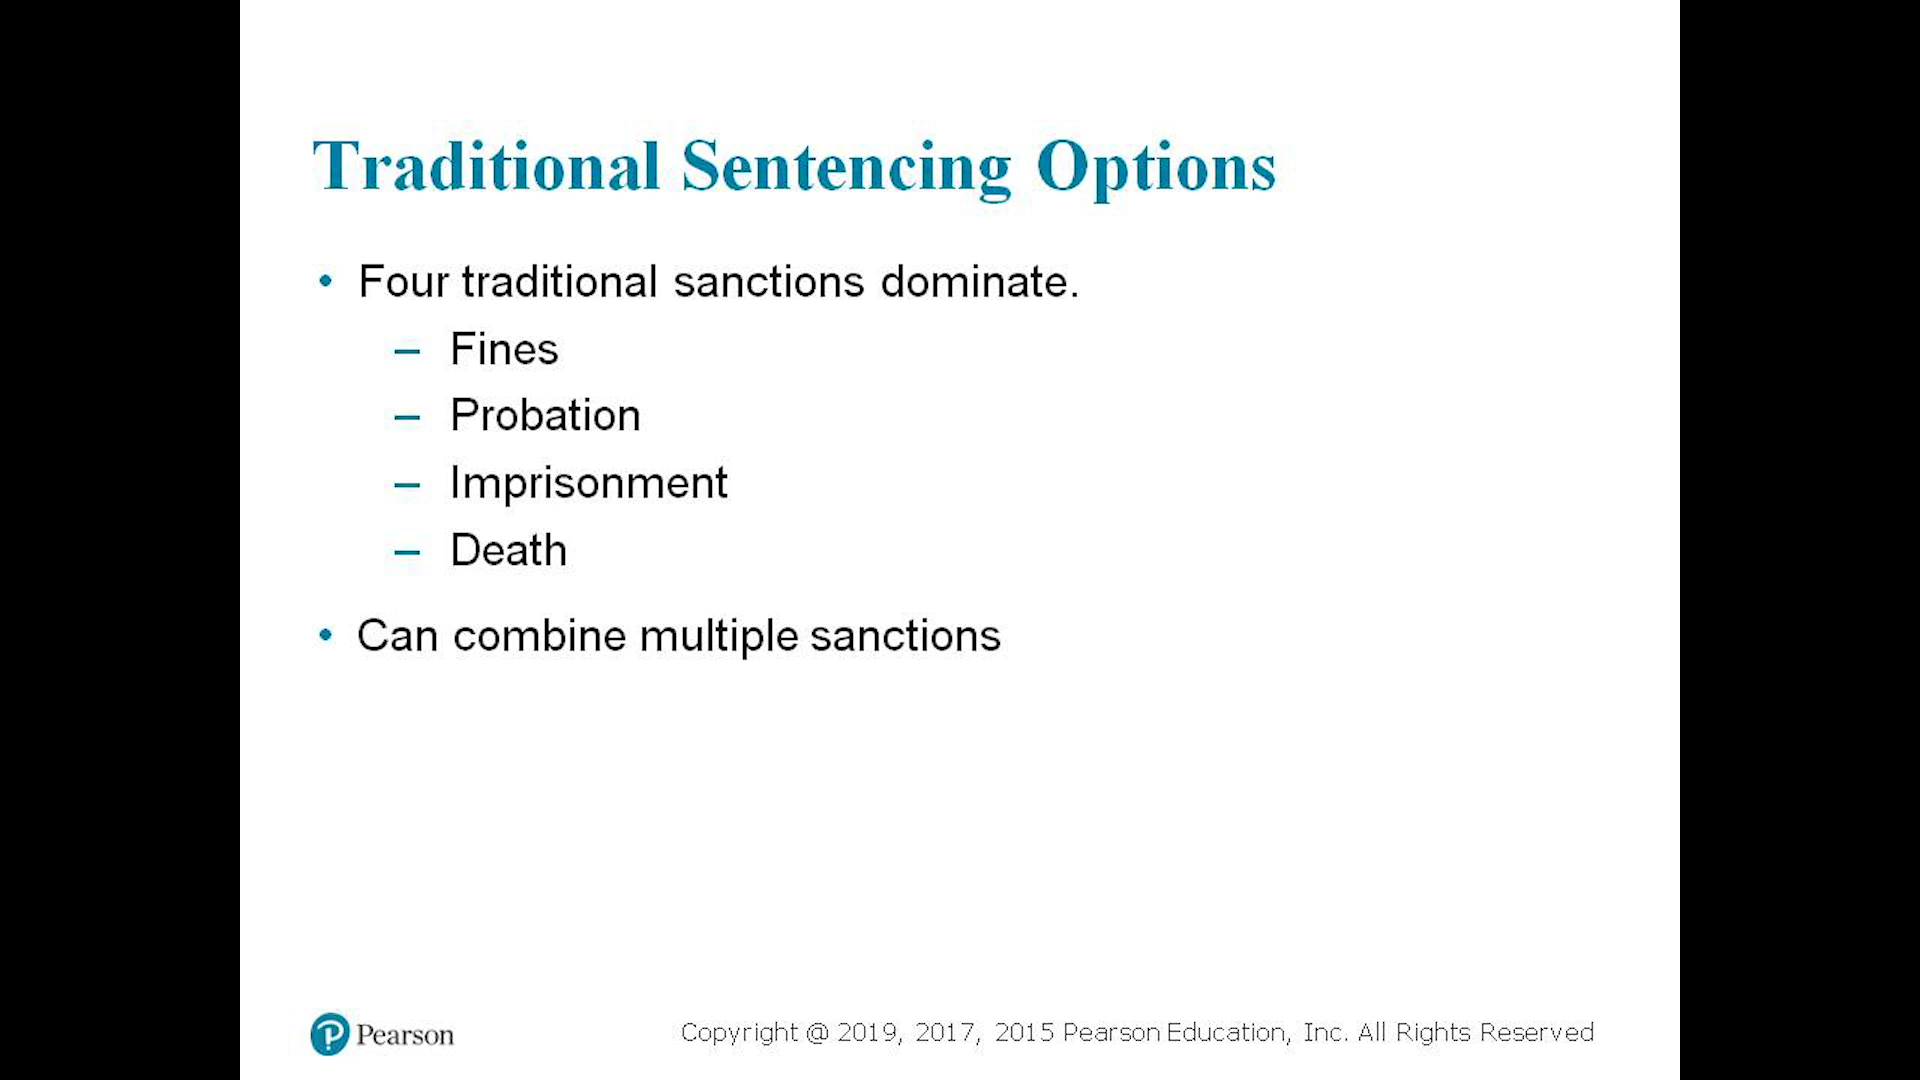 Traditional Sentencing Options
• Four traditional sanctions dominate.
– Fines
– Probation
– Imprisonment
– Death
• Can combine multiple sanctions
Pearson
Copyright @ 2019, 2017, 2015 Pearson Education, Inc. All Rights Reserved